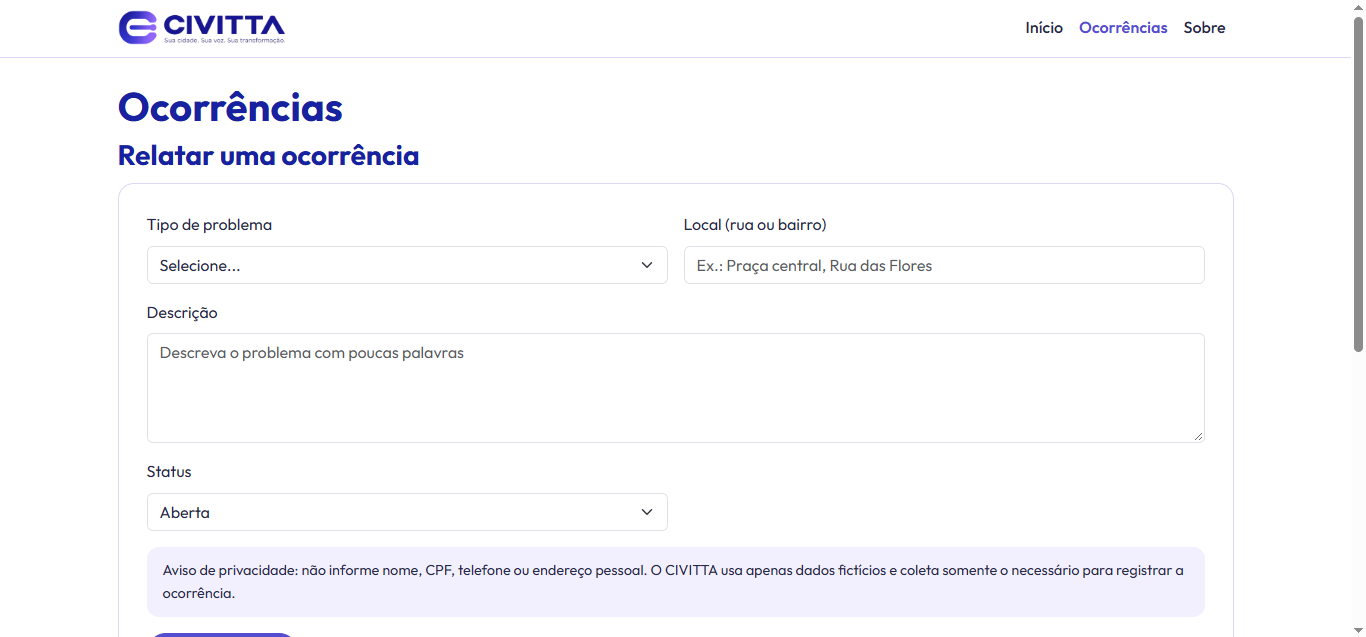 CIVITTA
Sua cidade. Sua voz. Sua transformação.
Início Ocorrências Sobre
Ocorrências
Relatar uma ocorrência
Tipo de problema
Local (rua ou bairro)
Selecione...
Ex.: Praça central, Rua das Flores
Descrição
Descreva o problema com poucas palavras
Status
Aberta
Aviso de privacidade: não informe nome, CPF, telefone ou endereço pessoal. O CIVITTA usa apenas dados fictícios e coleta somente o necessário para registrar a
ocorrência.